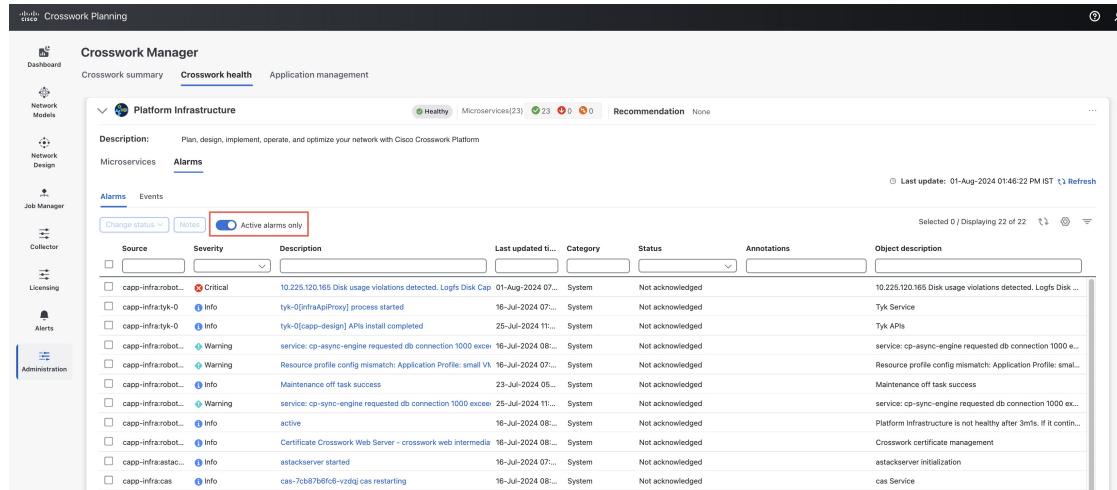 cisco Crosswork Planning
Crosswork Manager
Crosswork summary Crosswork health Application management
Dashboard
Network Models
Network Design
Job Manager
Collector
Licensing
Alerts
Administration
Platform Infrastructure Healthy Microservices(23) 23 0 0 Recommendation None
Description: Plan, design, implement, operate, and optimize your network with Cisco Crosswork Platform
Microservices Alarms
Last update: 01-Aug-2024 01:46:22 PM IST Refresh
Alarms Events
Change status Notes Active alarms only Selected 0 / Displaying 22 of 22
Source Severity Description Last updated ti... Category Status Annotations Object description
capp-infra:robot... Critical 10.225.120.165 Disk usage violations detected. Logfs Disk Cap 01-Aug-2024 07... System Not acknowledged 10.225.120.165 Disk usage violations detected. Logfs Disk ...
capp-infra:tyk-0 Info tyk-0[infraApiProxy] process started 16-Jul-2024 07:... System Not acknowledged Tyk Service
capp-infra:tyk-0 Info tyk-0[capp-design] APIs install completed 25-Jul-2024 11:... System Not acknowledged Tyk APIs
capp-infra:robot... Warning service: cp-async-engine requested db connection 1000 excee 16-Jul-2024 08:... System Not acknowledged service: cp-async-engine requested db connection 1000 e...
capp-infra:robot... Warning Resource profile config mismatch: Application Profile: small VM 16-Jul-2024 07:... System Not acknowledged Resource profile config mismatch: Application Profile: smal...
capp-infra:robot... Info Maintenance off task success 23-Jul-2024 05... System Not acknowledged Maintenance off task success
capp-infra:robot... Warning service: cp-sync-engine requested db connection 1000 excee 25-Jul-2024 11:... System Not acknowledged service: cp-sync-engine requested db connection 1000 ex...
capp-infra:robot... Info active 16-Jul-2024 08:... System Not acknowledged Platform Infrastructure is not healthy after 3m1s. If it contin...
capp-infra:robot... Info Certificate Crosswork Web Server - crosswork web intermedia 16-Jul-2024 08:... System Not acknowledged Crosswork certificate management
capp-infra:astac... Info astackserver started 16-Jul-2024 07:... System Not acknowledged astackserver initialization
capp-infra:cas Info cas-7cb87b6fc6-vzdqj cas restarting 16-Jul-2024 08:... System Not acknowledged cas Service